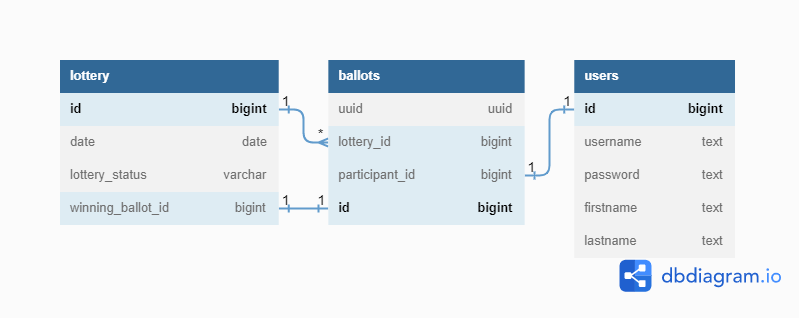 lottery
id bigint
date date
lottery_status varchar
winning_ballot_id bigint
1
*
1 1
ballots
uuid uuid
lottery_id bigint
participant_id bigint
id bigint
1
1
users
id bigint
username text
password text
firstname text
lastname text
dbdiagram.io